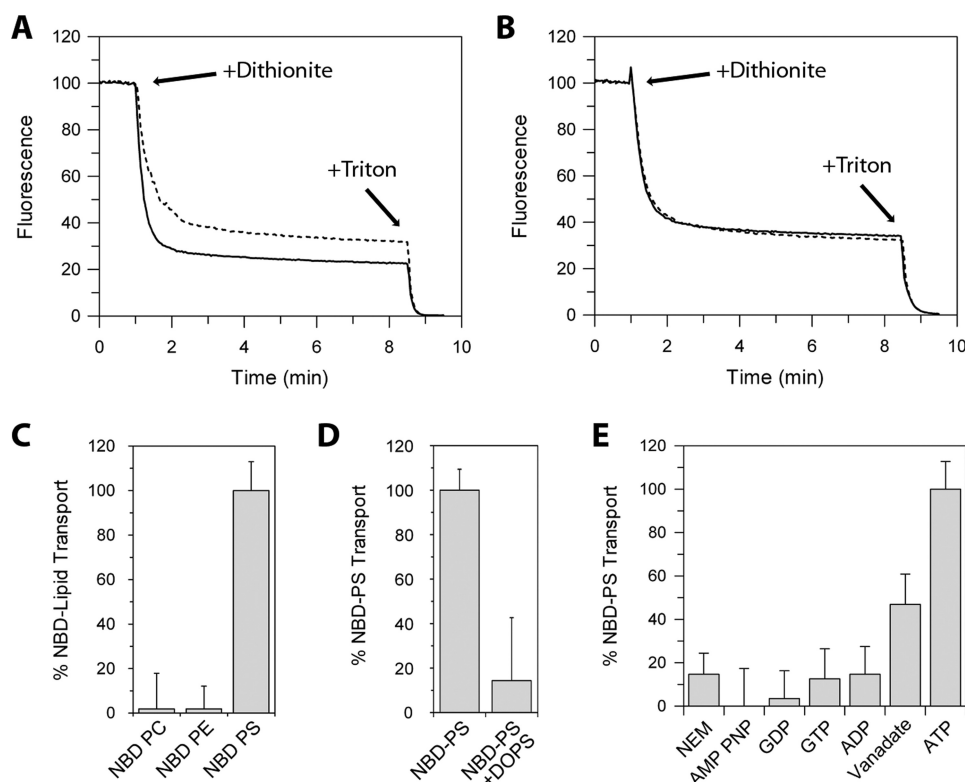 A
120
100
80
60
40
20
0
Fluorescence
+Dithionite
+Triton
0 2 4 6 8 10
Time (min)
B
120
100
80
60
40
20
0
Fluorescence
+Dithionite
+Triton
0 2 4 6 8 10
Time (min)
C
120
100
80
60
40
20
0
% NBD-Lipid Transport
NBD PC
NBD PE
NBD PS
D
120
100
80
60
40
20
0
% NBD-PS Transport
NBD-PS
NBD-PS
+DOPS
E
120
100
80
60
40
20
0
% NBD-PS Transport
NEM
AMP PNP
GDP
GTP
ADP
Vanadate
ATP